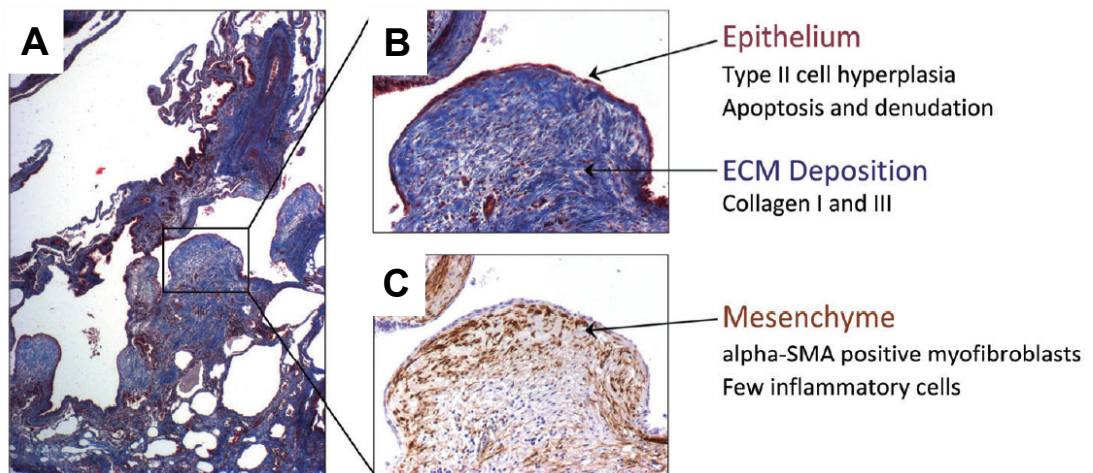 A
B
Epithelium
Type II cell hyperplasia
Apoptosis and denudation
ECM Deposition
Collagen I and III
C
Mesenchyme
alpha-SMA positive myofibroblasts
Few inflammatory cells